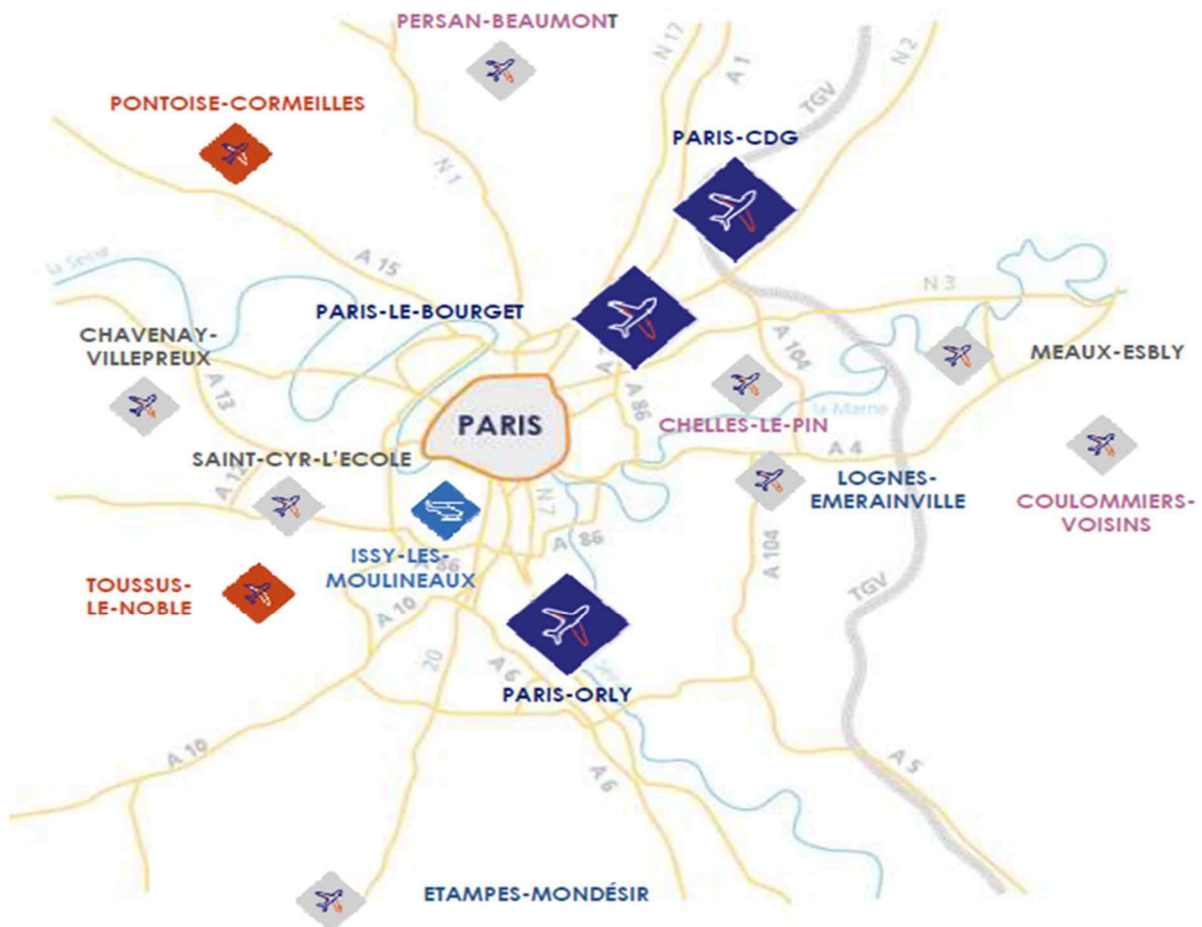 PERSAN-BEAUMONT
N 17
A 1
N 2
TGV
PONTOISE-CORMEILLES
PARIS-CDG
N 1
la Seine
A 15
PARIS-LE-BOURGET
N 3
CHAVENAY-
VILLEPREUX
A 104
MEAUX-ESBLY
A 13
A 86
la Marne
PARIS
CHELLES-LE-PIN
A 4
SAINT-CYR-L'ECOLE
A 12
LOGNES-
EMERAINVILLE
COULOMMIERS-
VOISINS
N 7
A 86
ISSY-LES-
MOULINEAUX
A 86
A 104
TOUSSUS-
LE-NOBLE
A 10
TGV
20
A 6
PARIS-ORLY
A 10
A 6
A 5
ETAMPES-MONDÉSIR